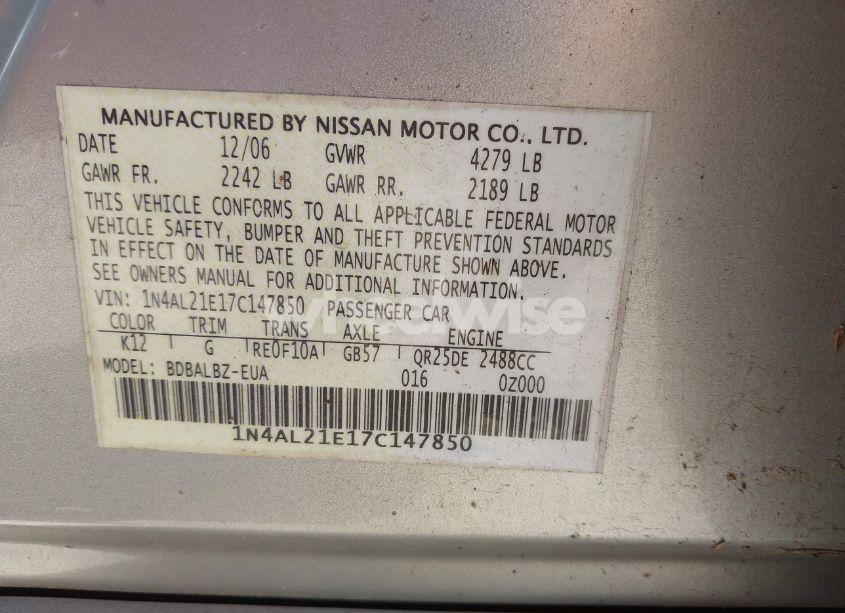 MANUFACTURED BY NISSAN MOTOR CO., LTD.
DATE 12/06 GVWR 4279 LB
GAWR FR. 2242 LB GAWR RR. 2189 LB
THIS VEHICLE CONFORMS TO ALL APPLICABLE FEDERAL MOTOR
VEHICLE SAFETY, BUMPER AND THEFT PREVENTION STANDARDS
IN EFFECT ON THE DATE OF MANUFACTURE SHOWN ABOVE.
SEE OWNERS MANUAL FOR ADDITIONAL INFORMATION.
VIN: 1N4AL21E17C147850 PASSENGER CAR
COLOR TRIM TRANS AXLE ENGINE
K12 G RE0F10A GB57 QR25DE 2488CC
MODEL: BDBALBZ-EUA 016 0Z000
1N4AL21E17C147850